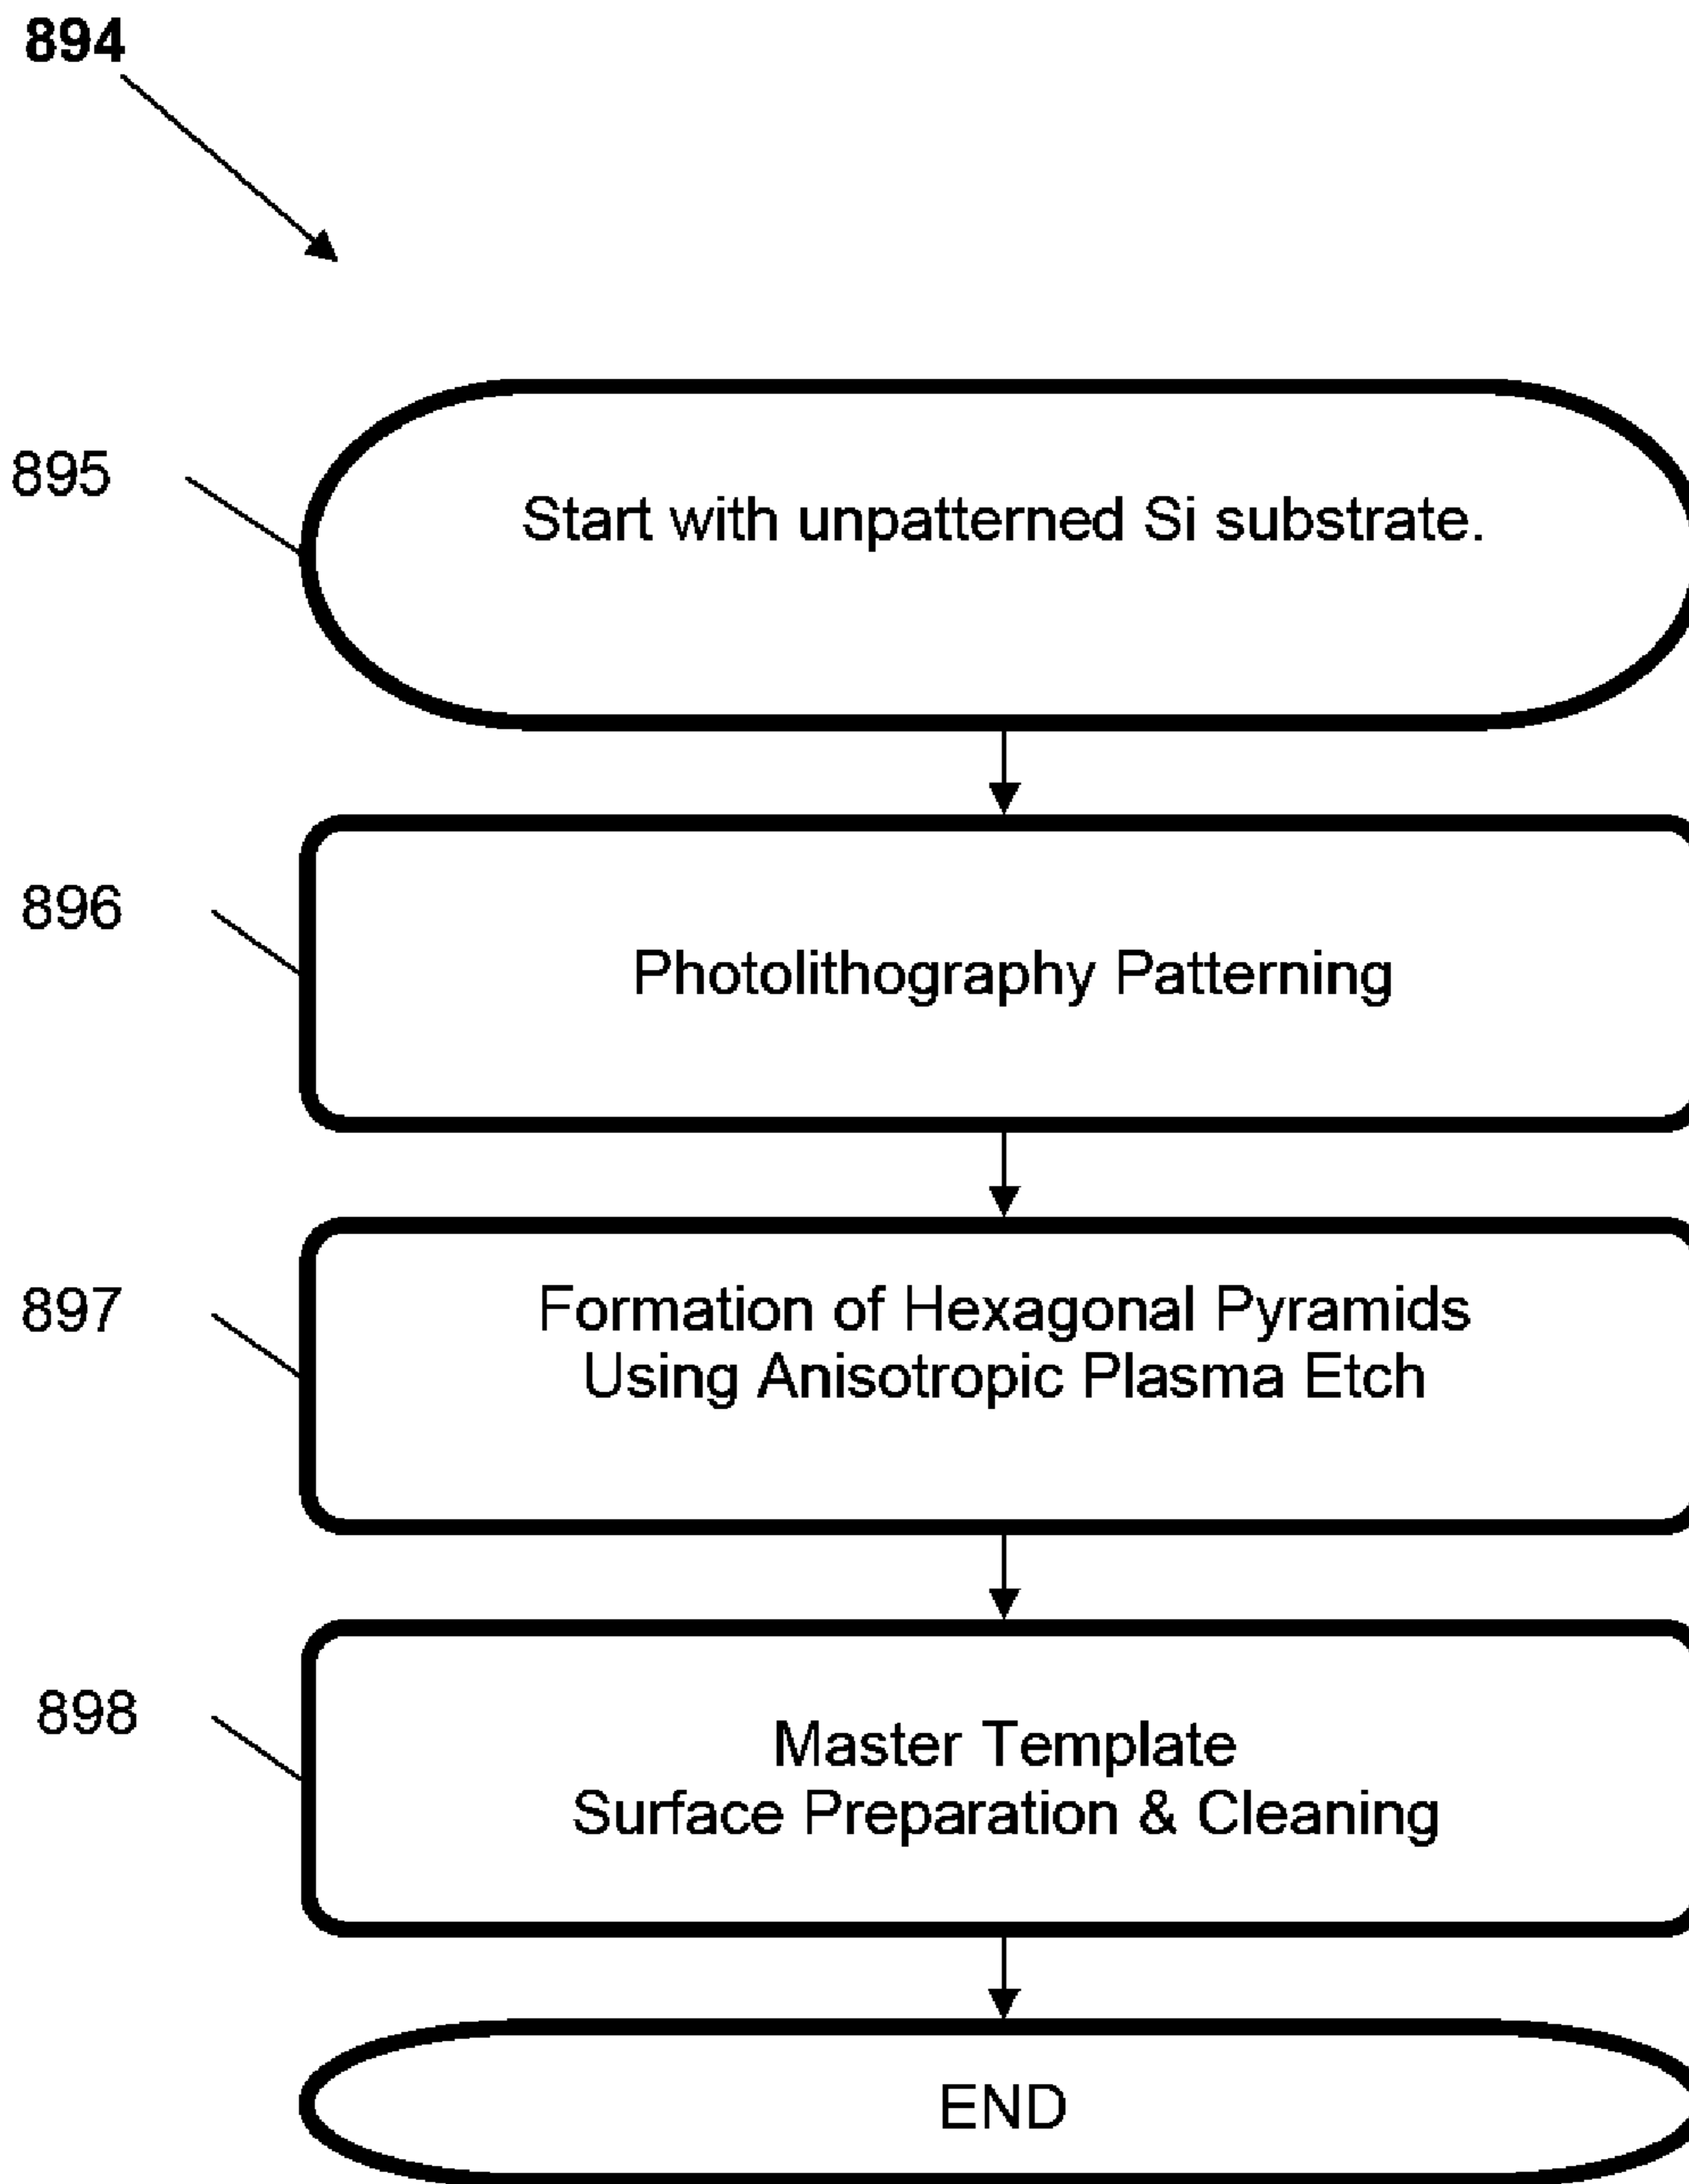 894
895
Start with unpatterned Si substrate.
896
Photolithography Patterning
897
Formation of Hexagonal Pyramids
Using Anisotropic Plasma Etch
898
Master Template
Surface Preparation & Cleaning
END